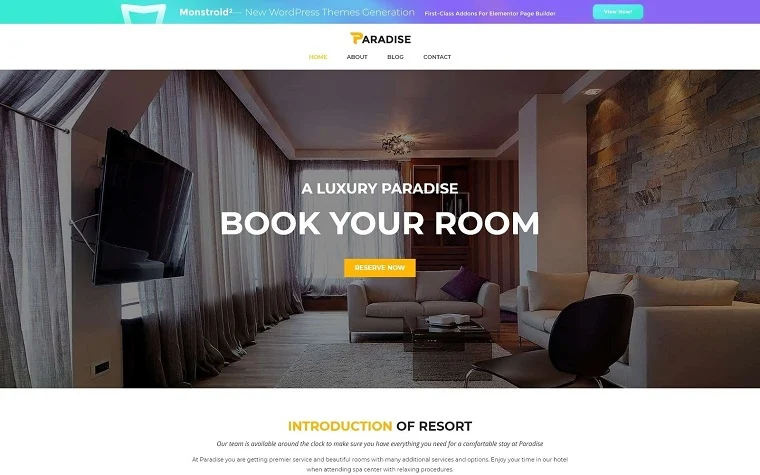 Monstroid²— New WordPress Themes Generation First-Class Addons For Elementor Page Builder View Now!
PARADISE
HOME ABOUT BLOG CONTACT
A LUXURY PARADISE
BOOK YOUR ROOM
RESERVE NOW
INTRODUCTION OF RESORT
Our team is available around the clock to make sure you have everything you need for a comfortable stay at Paradise
At Paradise you are getting premier service and beautiful rooms with many additional services and options. Enjoy your time in our hotel
when attending spa center with relaxing procedures.